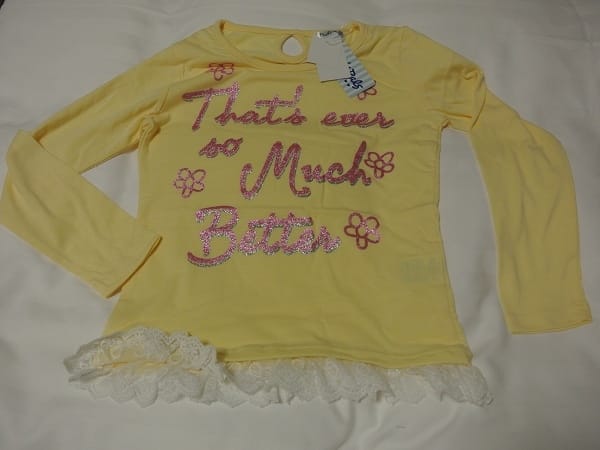 That's ever
so Much
Better